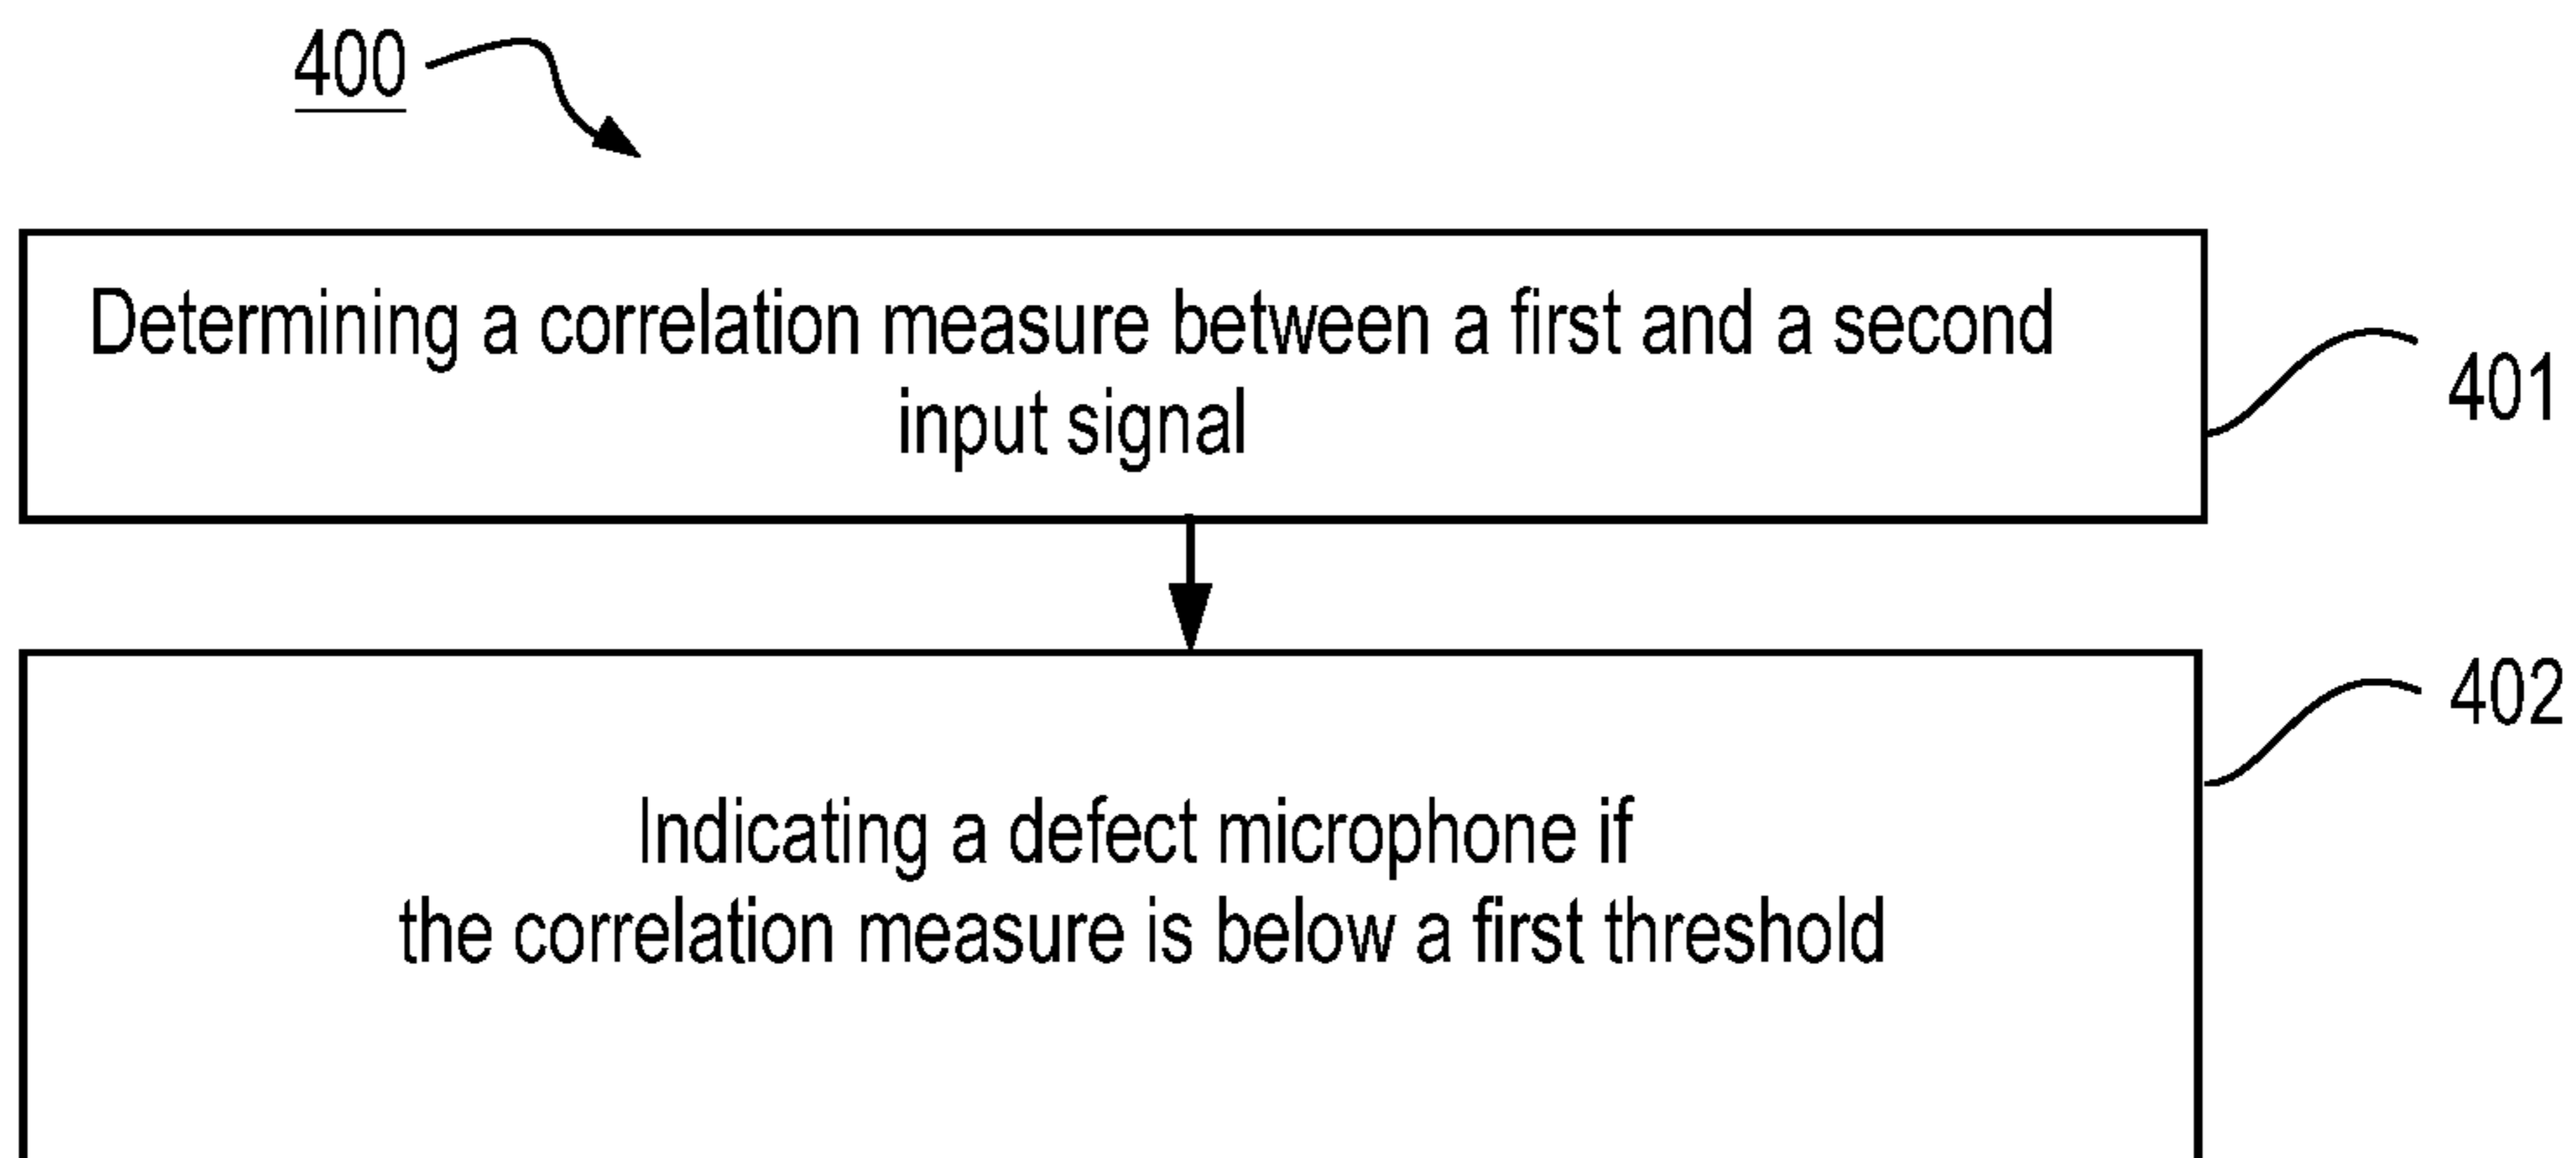 400
Determining a correlation measure between a first and a second
input signal
401
402
Indicating a defect microphone if
the correlation measure is below a first threshold